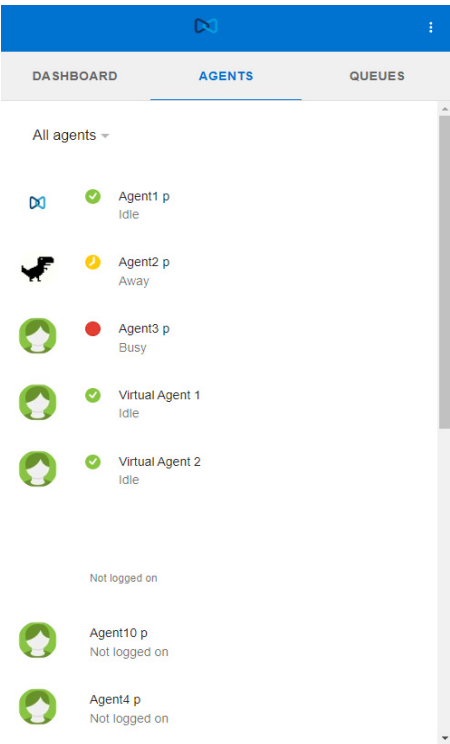 DASHBOARD AGENTS QUEUES
All agents
Agent1 p
Idle
Agent2 p
Away
Agent3 p
Busy
Virtual Agent 1
Idle
Virtual Agent 2
Idle
Not logged on
Agent10 p
Not logged on
Agent4 p
Not logged on